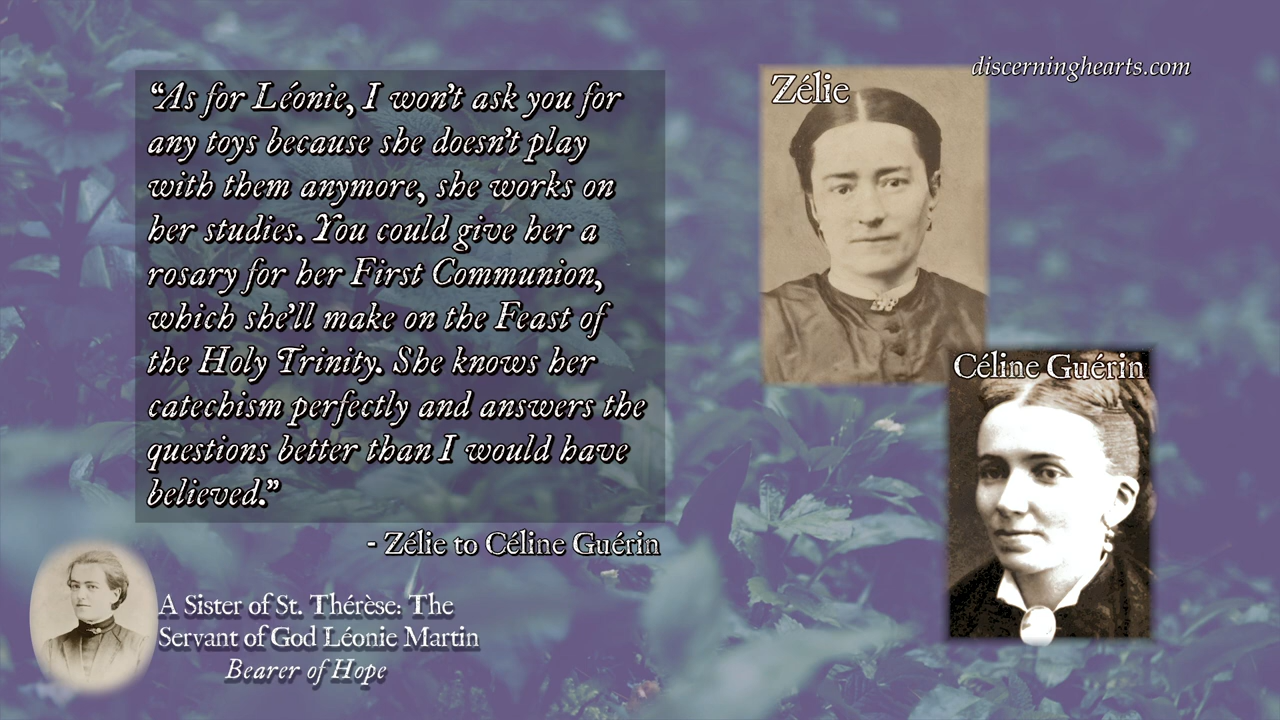 discerninghearts.com
Zélie
"As for Léonie, I won't ask you for
any toys because she doesn't play
with them anymore, she works on
her studies. You could give her a
rosary for her First Communion,
which she'll make on the Feast of
the Holy Trinity. She knows her
catechism perfectly and answers the
questions better than I would have
believed."
- Zélie to Céline Guérin
Céline Guérin
A Sister of St. Thérèse: The
Servant of God Léonie Martin
Bearer of Hope